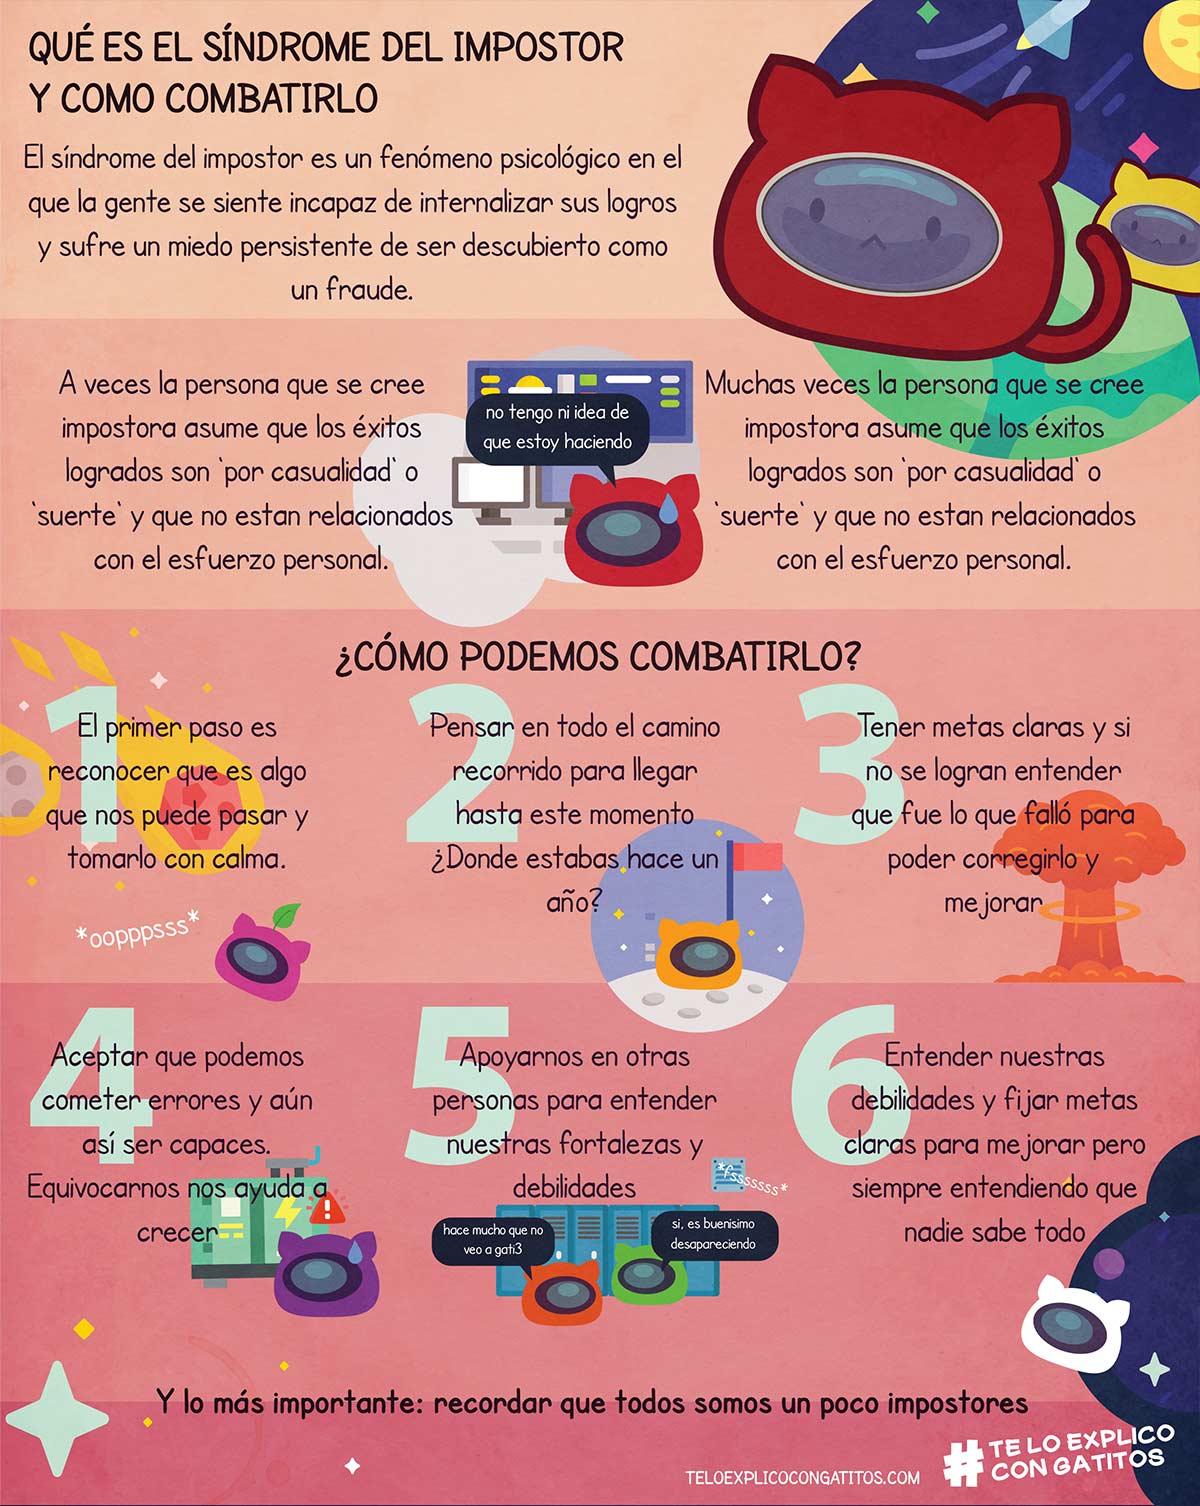 QUÉ ES EL SÍNDROME DEL IMPOSTOR
Y COMO COMBATIRLO
El síndrome del impostor es un fenómeno psicológico en el
que la gente se siente incapaz de internalizar sus logros
y sufre un miedo persistente de ser descubierto como
un fraude.
A veces la persona que se cree
impostora asume que los éxitos
logrados son `por casualidad` o
`suerte` y que no estan relacionados
con el esfuerzo personal.
no tengo ni idea de
que estoy haciendo
Muchas veces la persona que se cree
impostora asume que los éxitos
logrados son `por casualidad` o
`suerte` y que no estan relacionados
con el esfuerzo personal.
¿CÓMO PODEMOS COMBATIRLO?
1
El primer paso es
reconocer que es algo
que nos puede pasar y
tomarlo con calma.
*oopppsss*
2
Pensar en todo el camino
recorrido para llegar
hasta este momento
¿Donde estabas hace un
año?
3
Tener metas claras y si
no se logran entender
que fue lo que falló para
poder corregirlo y
mejorar
4
Aceptar que podemos
cometer errores y aún
así ser capaces.
Equivocarnos nos ayuda a
crecer
5
Apoyarnos en otras
personas para entender
nuestras fortalezas y
debilidades
*fsssssss*
hace mucho que no
veo a gati3
si, es buenisimo
desapareciendo
6
Entender nuestras
debilidades y fijar metas
claras para mejorar pero
siempre entendiendo que
nadie sabe todo
Y lo más importante: recordar que todos somos un poco impostores
TELOEXPLICOCONGATITOS.COM
# TE LO EXPLICO
CON GATITOS